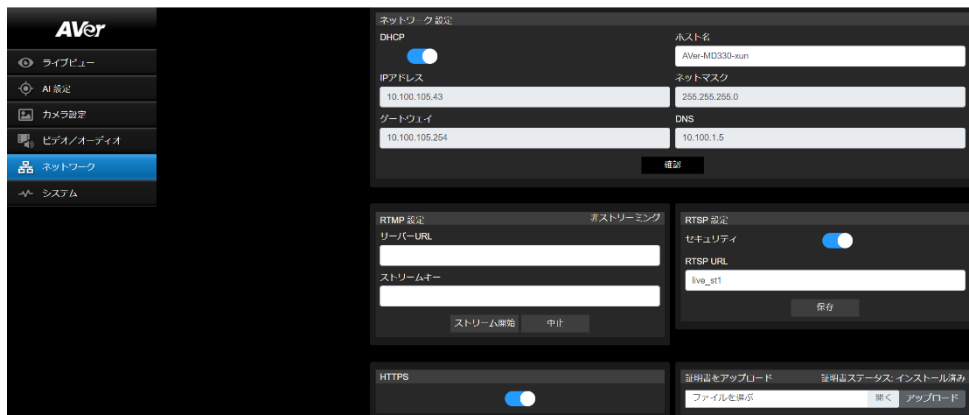 AVer
ライブビュー
AI 設定
カメラ設定
ビデオ/オーディオ
ネットワーク
システム
ネットワーク 設定
DHCP
ホスト名
AVer-MD330-xun
IPアドレス
ネットマスク
10.100.105.43
255.255.255.0
ゲートウェイ
DNS
10.100.105.254
10.100.1.5
確認
RTMP 設定
非ストリーミング
リーバーURL
ストリームキー
ストリーム開始
中止
RTSP 設定
セキュリティ
RTSP URL
live_st1
保存
HTTPS
証明書をアップロード
証明書ステータス: インストール済み
ファイルを選ぶ
開く
アップロード